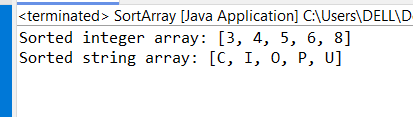 <terminated> SortArray [Java Application] C:\Users\DELL\D
Sorted integer array: [3, 4, 5, 6, 8]
Sorted string array: [C, I, O, P, U]